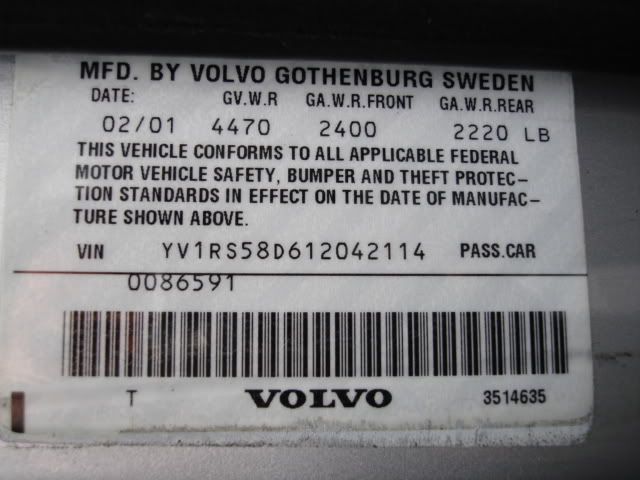 MFD. BY VOLVO GOTHENBURG SWEDEN
DATE: GV.W.R GA.W.R.FRONT GA.W.R.REAR
02/01 4470 2400 2220 LB
THIS VEHICLE CONFORMS TO ALL APPLICABLE FEDERAL
MOTOR VEHICLE SAFETY, BUMPER AND THEFT PROTEC-
TION STANDARDS IN EFFECT ON THE DATE OF MANUFAC-
TURE SHOWN ABOVE.
VIN YV1RS58D612042114 PASS.CAR
0086591
T VOLVO 3514635